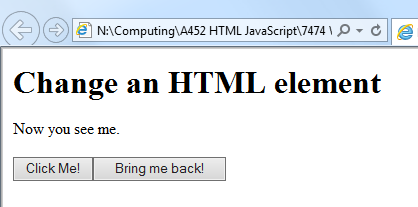 N:\Computing\A452 HTML JavaScript\7474
Change an HTML element
Now you see me.
Click Me! Bring me back!